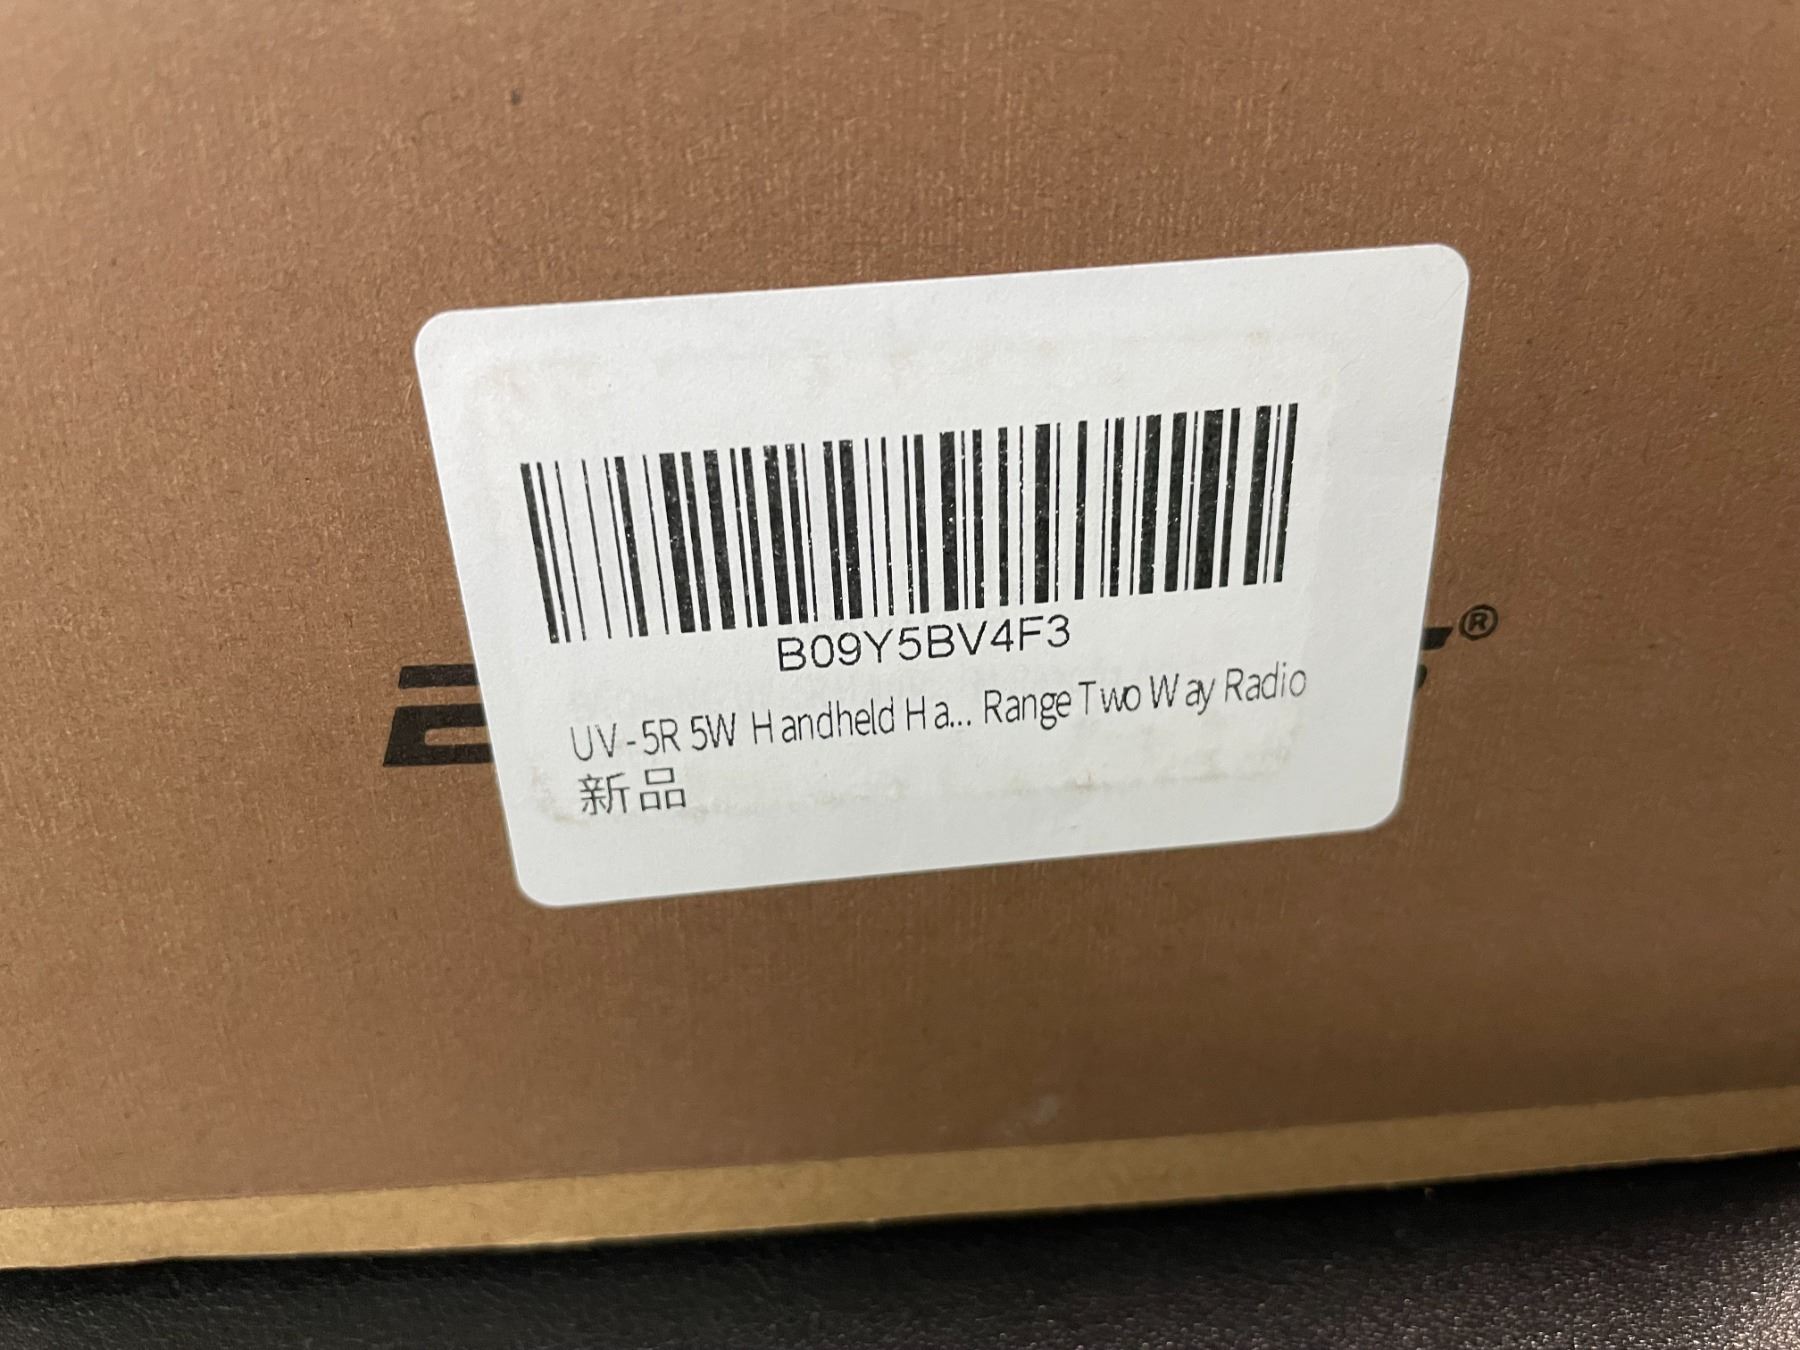 B09Y5BV4F3
UV-5R 5W Handheld Ha... Range Two Way Radio
新品
®